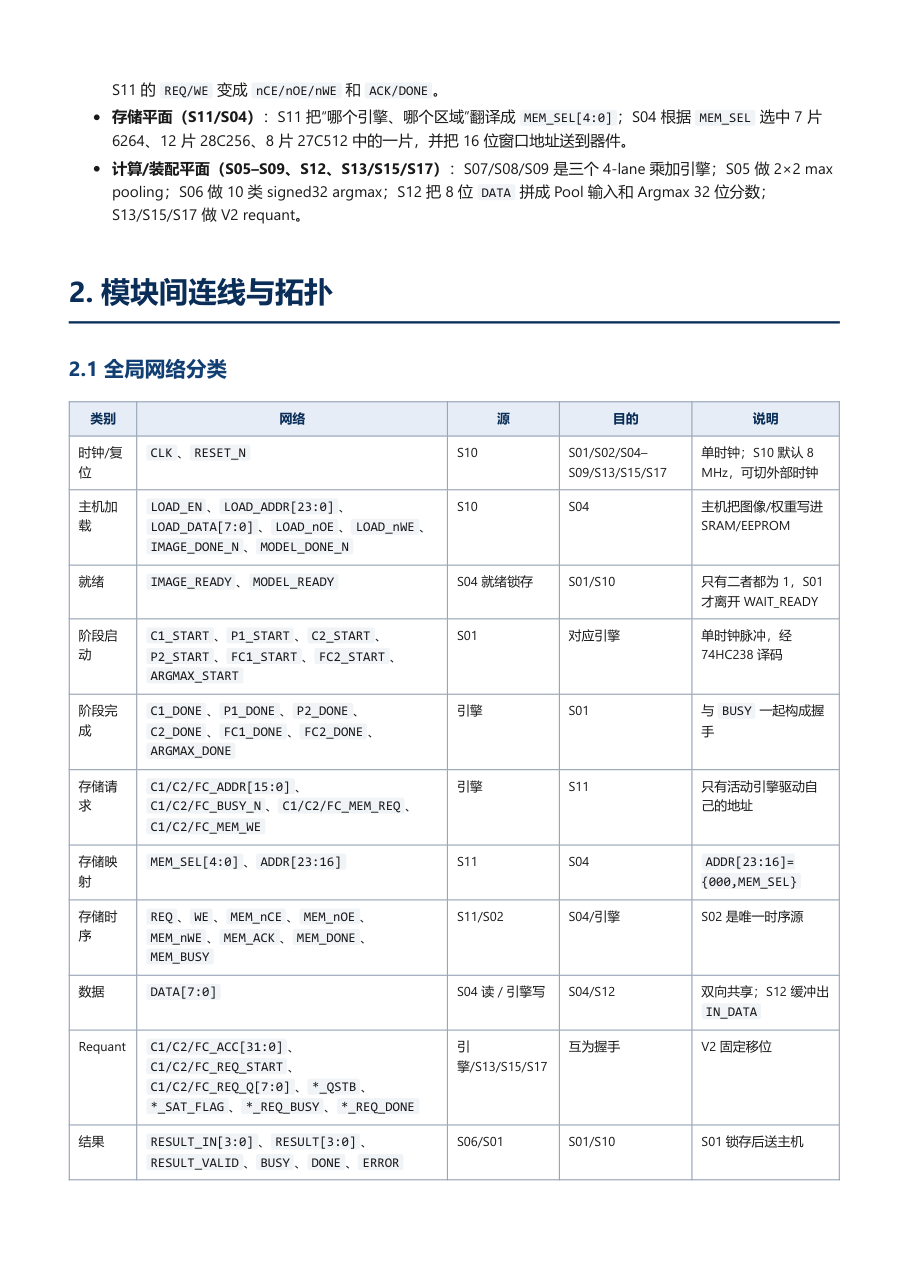 S11 的 REQ/WE 变成 nCE/nOE/nWE 和 ACK/DONE。
• 存储平面（S11/S04）：S11 把“哪个引擎、哪个区域”翻译成 MEM_SEL[4:0]；S04 根据 MEM_SEL 选中 7 片
6264、12 片 28C256、8 片 27C512 中的一片，并把 16 位窗口地址送到器件。
• 计算/装配平面（S05–S09、S12、S13/S15/S17）：S07/S08/S09 是三个 4-lane 乘加引擎；S05 做 2×2 max
pooling；S06 做 10 类 signed32 argmax；S12 把 8 位 DATA 拼成 Pool 输入和 Argmax 32 位分数；
S13/S15/S17 做 V2 requant。
2. 模块间连线与拓扑
2.1 全局网络分类
类别 网络 源 目的 说明
时钟/复 CLK、RESET_N S10 S01/S02/S04– 单时钟；S10 默认 8
位 S09/S13/S15/S17 MHz，可切外部时钟
主机加 LOAD_EN、LOAD_ADDR[23:0]、 S10 S04 主机把图像/权重写进
载 LOAD_DATA[7:0]、LOAD_nOE、LOAD_nWE、 SRAM/EEPROM
IMAGE_DONE_N、MODEL_DONE_N
就绪 IMAGE_READY、MODEL_READY S04 就绪锁存 S01/S10 只有二者都为 1，S01
才离开 WAIT_READY
阶段启 C1_START、P1_START、C2_START、 S01 对应引擎 单时钟脉冲，经
动 P2_START、FC1_START、FC2_START、 74HC238 译码
ARGMAX_START
阶段完 C1_DONE、P1_DONE、P2_DONE、 引擎 S01 与 BUSY 一起构成握
成 C2_DONE、FC1_DONE、FC2_DONE、 手
ARGMAX_DONE
存储请 C1/C2/FC_ADDR[15:0]、 引擎 S11 只有活动引擎驱动自
求 C1/C2/FC_BUSY_N、C1/C2/FC_MEM_REQ、 己的地址
C1/C2/FC_MEM_WE
存储映 MEM_SEL[4:0]、ADDR[23:16] S11 S04 ADDR[23:16]=
射 {000,MEM_SEL}
存储时 REQ、WE、MEM_nCE、MEM_nOE、 S11/S02 S04/引擎 S02 是唯一时序源
序 MEM_nWE、MEM_ACK、MEM_DONE、
MEM_BUSY
数据 DATA[7:0] S04 读 / 引擎写 S04/S12 双向共享；S12 缓冲出
IN_DATA
Requant C1/C2/FC_ACC[31:0]、 引 互为握手 V2 固定移位
C1/C2/FC_REQ_START、 擎/S13/S15/S17
C1/C2/FC_REQ_Q[7:0]、*_QSTB、
*_SAT_FLAG、*_REQ_BUSY、*_REQ_DONE
结果 RESULT_IN[3:0]、RESULT[3:0]、 S06/S01 S01/S10 S01 锁存后送主机
RESULT_VALID、BUSY、DONE、ERROR